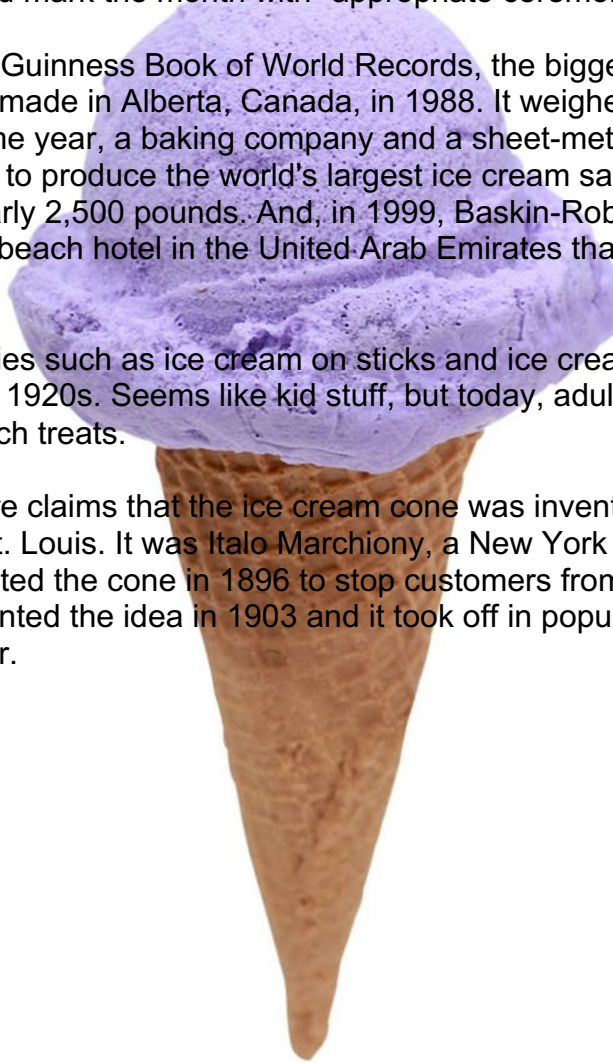 mark the month with "appropriate ceremon
Guinness Book of World Records, the bigge
made in Alberta, Canada, in 1988. It weighe
ne year, a baking company and a sheet-met
to produce the world's largest ice cream sa
rly 2,500 pounds. And, in 1999, Baskin-Rob
beach hotel in the United Arab Emirates tha
ies such as ice cream on sticks and ice crea
1920s. Seems like kid stuff, but today, adul
ch treats.
re claims that the ice cream cone was invent
t. Louis. It was Italo Marchiony, a New York
ted the cone in 1896 to stop customers from
nted the idea in 1903 and it took off in popu
r.